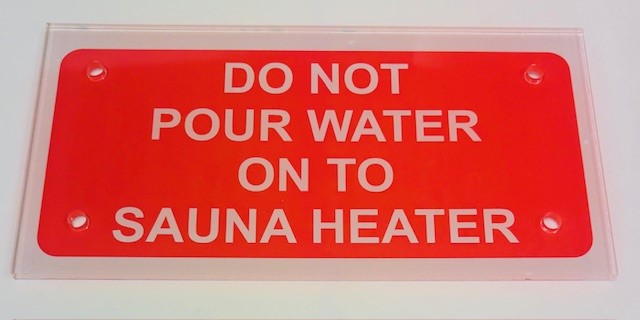 DO NOT
POUR WATER
ON TO
SAUNA HEATER